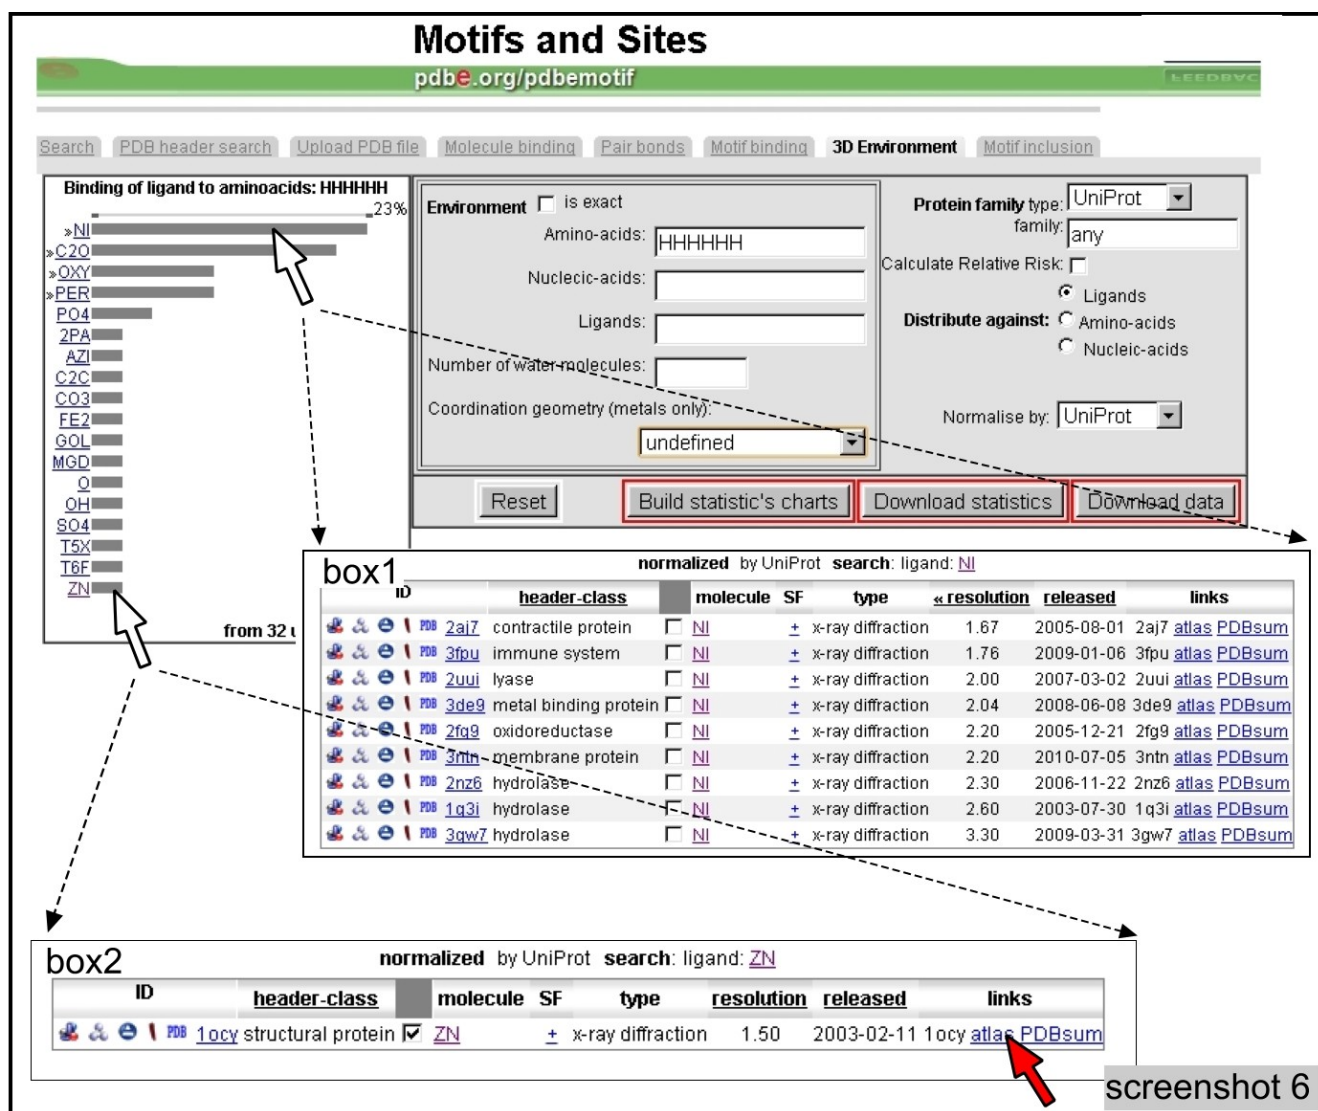 Motifs and Sites
pdbe.org/pdbemotif
FEEDBAC
Search PDB header search Upload PDB file Molecule binding Pair bonds Motif binding 3D Environment Motif inclusion
Binding of ligand to aminoacids: HHHHHH
23%
»NI
»C2O
»OXY
»PER
PO4
2PA
AZI
C2C
CO3
FE2
GOL
MGD
O
OH
SO4
T5X
T6F
ZN
from 32 u
Environment is exact
Amino-acids: HHHHHH
Nuclecic-acids:
Ligands:
Number of water molecules:
Coordination geometry (metals only):
undefined
Protein family type: UniProt
family: any
Calculate Relative Risk:
Ligands
Distribute against: Amino-acids
Nucleic-acids
Normalise by: UniProt
Reset Build statistic's charts Download statistics Download data
box1
normalized by UniProt search: ligand: NI
ID header-class molecule SF type « resolution released links
PDB 2aj7 contractile protein NI + x-ray diffraction 1.67 2005-08-01 2aj7 atlas PDBsum
PDB 3fpu immune system NI + x-ray diffraction 1.76 2009-01-06 3fpu atlas PDBsum
PDB 2uui lyase NI + x-ray diffraction 2.00 2007-03-02 2uui atlas PDBsum
PDB 3de9 metal binding protein NI + x-ray diffraction 2.04 2008-06-08 3de9 atlas PDBsum
PDB 2fg9 oxidoreductase NI + x-ray diffraction 2.20 2005-12-21 2fg9 atlas PDBsum
PDB 3ntn membrane protein NI + x-ray diffraction 2.20 2010-07-05 3ntn atlas PDBsum
PDB 2nz6 hydrolase NI + x-ray diffraction 2.30 2006-11-22 2nz6 atlas PDBsum
PDB 1q3i hydrolase NI + x-ray diffraction 2.60 2003-07-30 1q3i atlas PDBsum
PDB 3gw7 hydrolase NI + x-ray diffraction 3.30 2009-03-31 3gw7 atlas PDBsum
box2
normalized by UniProt search: ligand: ZN
ID header-class molecule SF type resolution released links
PDB 1ocy structural protein ZN + x-ray diffraction 1.50 2003-02-11 1ocy atlas PDBsum
screenshot 6